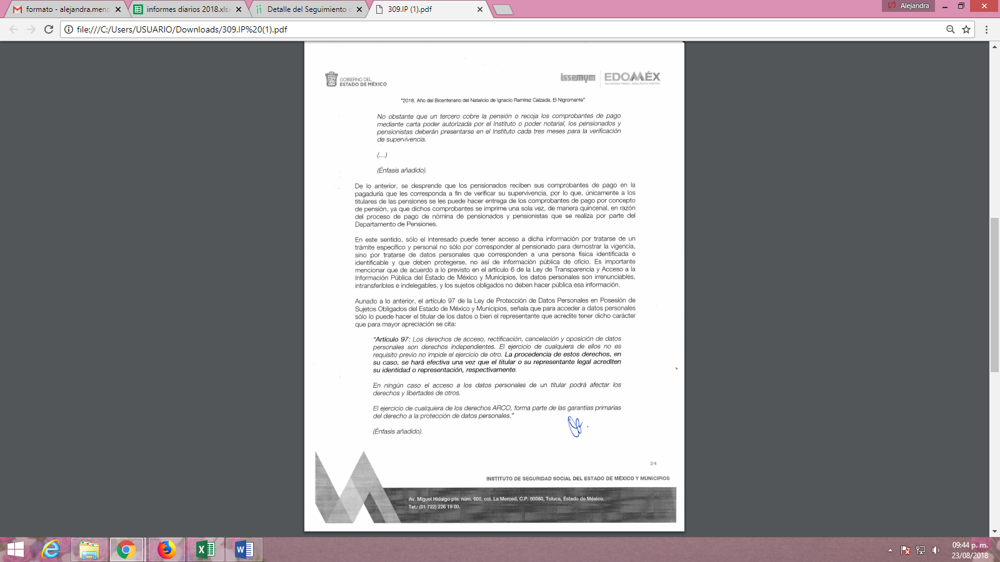 formato - alejandra.menc
informes diarios 2018.xlsx
Detalle del Seguimiento d
309.IP (1).pdf
Alejandra
file:///C:/Users/USUARIO/Downloads/309.IP%20(1).pdf
GOBIERNO DEL
ESTADO DE MÉXICO
issemym
EDOMÉX
"2018. Año del Bicentenario del Natalicio de Ignacio Ramírez Calzada, El Nigromante"
No obstante que un tercero cobre la pensión o recoja los comprobantes de pago
mediante carta poder autorizada por el Instituto o poder notarial, los pensionados y
pensionistas deberán presentarse en el Instituto cada tres meses para la verificación
de supervivencia.
(...)
(Énfasis añadido).
De lo anterior, se desprende que los pensionados reciben sus comprobantes de pago en la
pagaduría que les corresponda a fin de verificar su supervivencia, por lo que, únicamente a los
titulares de las pensiones se les puede hacer entrega de los comprobantes de pago por concepto
de pensión, ya que dichos comprobantes se imprime una sola vez, de manera quincenal, en razón
del proceso de pago de nómina de pensionados y pensionistas que se realiza por parte del
Departamento de Pensiones.
En este sentido, sólo el interesado puede tener acceso a dicha información por tratarse de un
trámite específico y personal no sólo por corresponder al pensionado para demostrar la vigencia,
sino por tratarse de datos personales que corresponden a una persona física identificada e
identificable y que deben protegerse, no así de información pública de oficio. Es importante
mencionar que de acuerdo a lo previsto en el artículo 6 de la Ley de Transparencia y Acceso a la
Información Pública del Estado de México y Municipios, los datos personales son irrenunciables,
intransferibles e indelegables, y los sujetos obligados no deben hacer pública esa información.
Aunado a lo anterior, el artículo 97 de la Ley de Protección de Datos Personales en Posesión de
Sujetos Obligados del Estado de México y Municipios, señala que para acceder a datos personales
sólo lo puede hacer el titular de los datos o bien el representante que acredite tener dicho carácter
que para mayor apreciación se cita:
"Artículo 97: Los derechos de acceso, rectificación, cancelación y oposición de datos
personales son derechos independientes. El ejercicio de cualquiera de ellos no es
requisito previo no impide el ejercicio de otro. La procedencia de estos derechos, en
su caso, se hará efectiva una vez que el titular o su representante legal acrediten
su identidad o representación, respectivamente.
En ningún caso el acceso a los datos personales de un titular podrá afectar los
derechos y libertades de otros.
El ejercicio de cualquiera de los derechos ARCO, forma parte de las garantías primarias
del derecho a la protección de datos personales."
(Énfasis añadido).
2/4
INSTITUTO DE SEGURIDAD SOCIAL DEL ESTADO DE MÉXICO Y MUNICIPIOS
Av. Miguel Hidalgo pte. núm. 600, col. La Merced, C.P. 50080, Toluca, Estado de México.
Tel.: (01 722) 226 19 00.
09:44 p. m.
23/08/2018